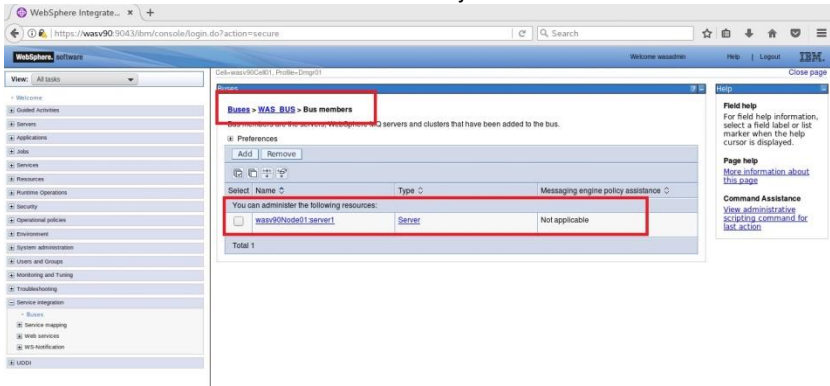 WebSphere Integrate... × +
https://wasv90:9043/ibm/console/login.do?action=secure
Search
WebSphere. software
Welcome wasadmin
Help | Logout
IBM.
Cell=wasv90Cell01, Profile=Dmgr01
Close page
View: All tasks
Welcome
Guided Activities
Servers
Applications
Jobs
Services
Resources
Runtime Operations
Security
Operational policies
Environment
System administration
Users and Groups
Monitoring and Tuning
Troubleshooting
Service integration
Buses
Service mapping
Web services
WS-Notification
UDDI
Buses
Buses > WAS_BUS > Bus members
Bus members are the servers, WebSphere MQ servers and clusters that have been added to the bus.
Preferences
Add Remove
Select Name Type Messaging engine policy assistance
You can administer the following resources:
wasv90Node01:server1 Server Not applicable
Total 1
Help
Field help
For field help information,
select a field label or list
marker when the help
cursor is displayed.
Page help
More information about
this page
Command Assistance
View administrative
scripting command for
last action